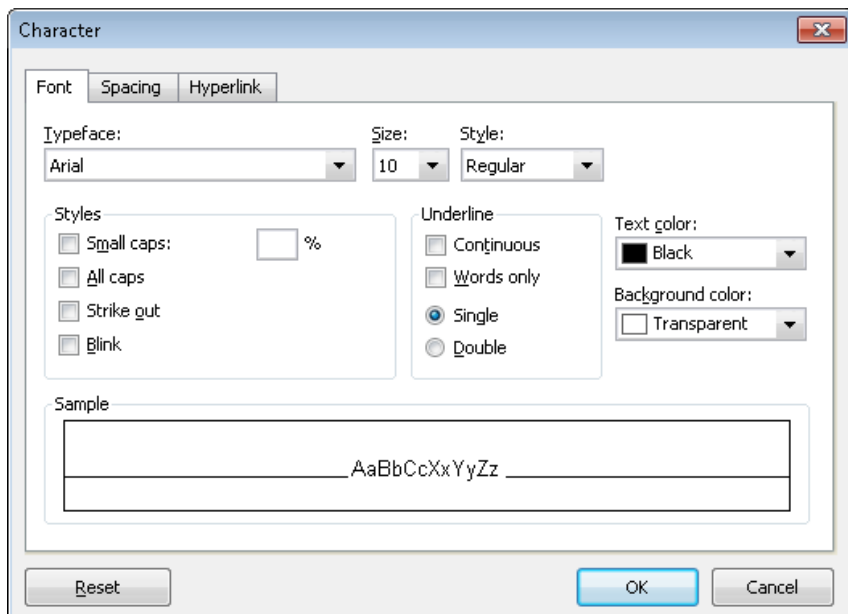 Character
Font Spacing Hyperlink
Typeface: Size: Style:
Arial 10 Regular
Styles Underline
Small caps: % Continuous Text color:
All caps Words only Black
Strike out Single Background color:
Blink Double Transparent
Sample
AaBbCcXxYyZz
Reset OK Cancel